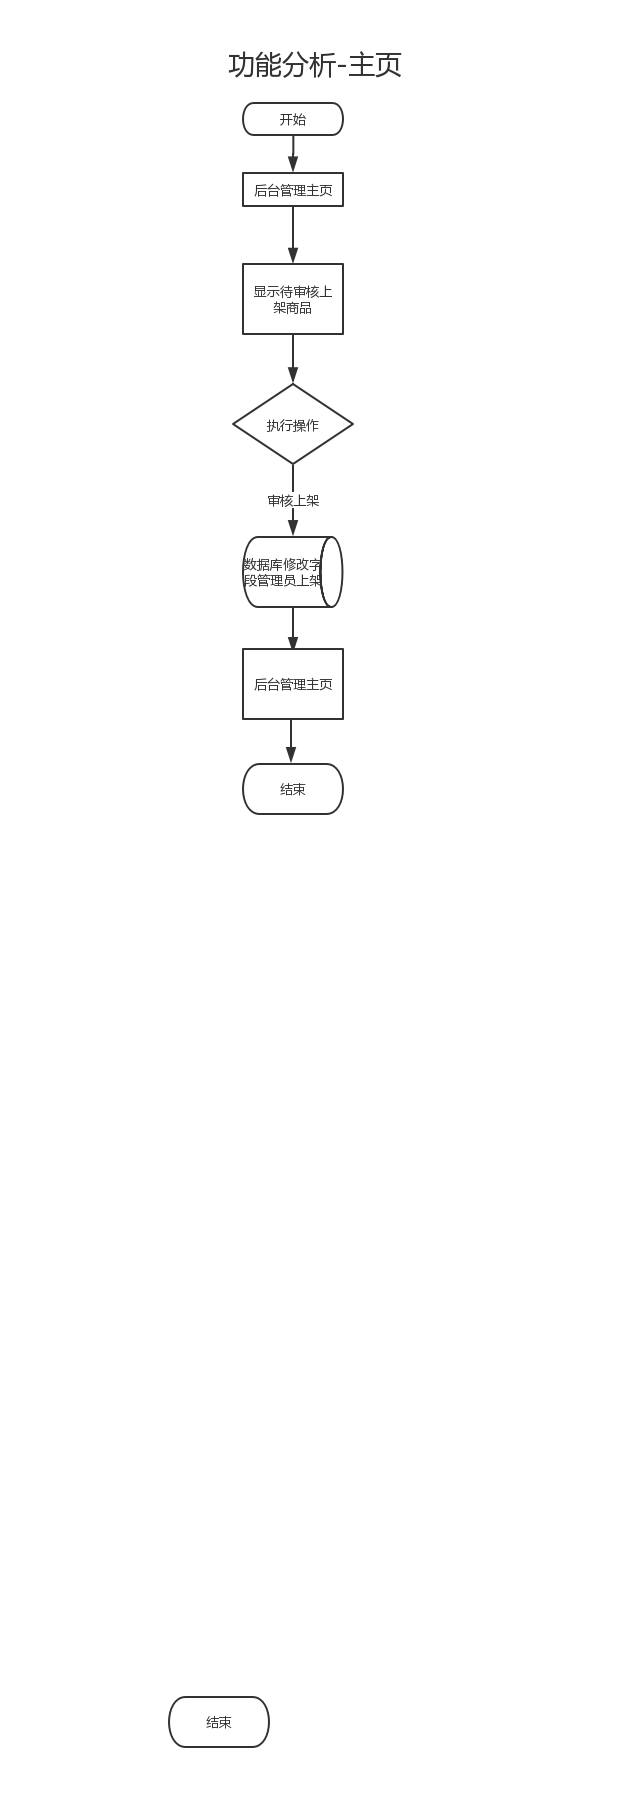 功能分析-主页
开始
后台管理主页
显示待审核上
架商品
执行操作
审核上架
数据库修改字
段管理员上架
后台管理主页
结束
结束